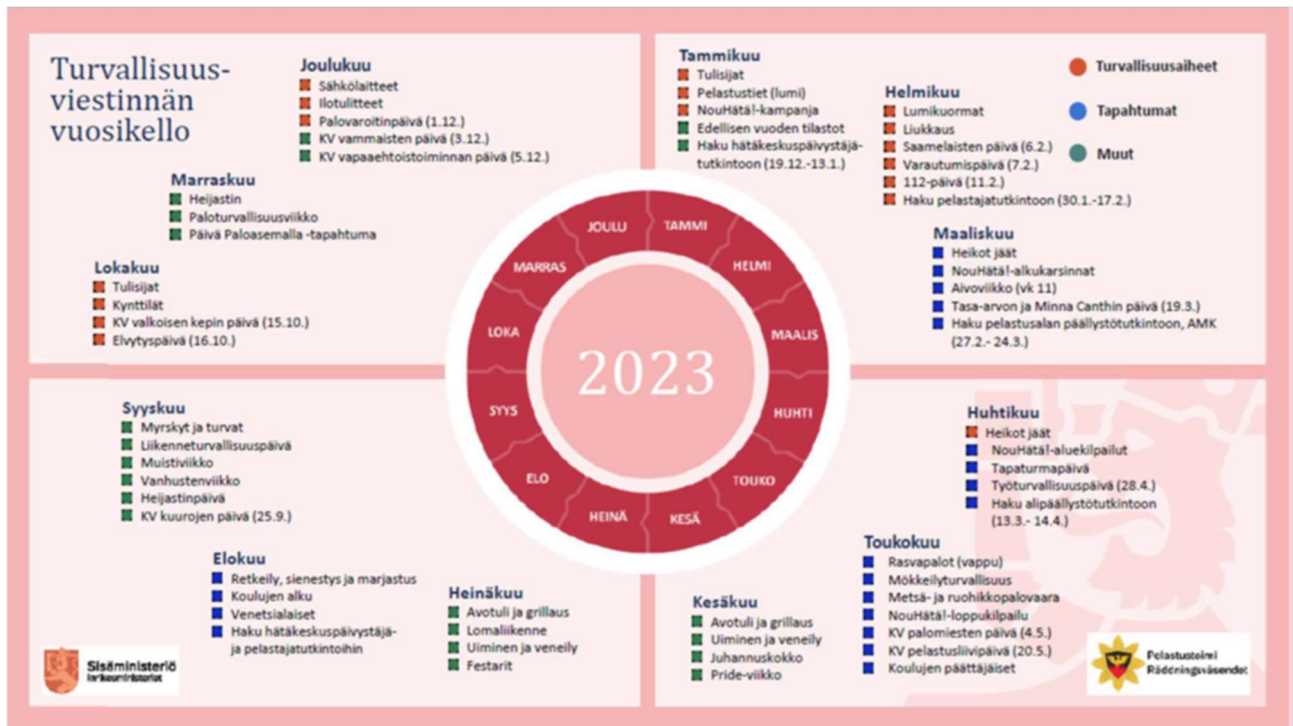 Turvallisuus-
viestinnän
vuosikello
Joulukuu
Sähkölaitteet
Ilotulitteet
Palovaroitinpäivä (1.12.)
KV vammaisten päivä (3.12.)
KV vapaaehtoistoiminnan päivä (5.12.)
Marraskuu
Heijastin
Paloturvallisuusviikko
Päivä Paloasemalla -tapahtuma
Lokakuu
Tulisijat
Kynttilät
KV valkoisen kepin päivä (15.10.)
Elvytyspäivä (16.10.)
Tammikuu
Tulisijat
Pelastustiet (lumi)
NouHätä!-kampanja
Edellisen vuoden tilastot
Haku hätäkeskuspäivystäjä-
tutkintoon (19.12.-13.1.)
Helmikuu
Lumikuormat
Liukkaus
Saamelaisten päivä (6.2.)
Varautumispäivä (7.2.)
112-päivä (11.2.)
Haku pelastajatutkintoon (30.1.-17.2.)
Turvallisuusaiheet
Tapahtumat
Muut
Maaliskuu
Heikot jäät
NouHätä!-alkukarsinnat
Aivoviikko (vk 11)
Tasa-arvon ja Minna Canthin päivä (19.3.)
Haku pelastusalan päällystötutkintoon, AMK
(27.2.- 24.3.)
JOULU
TAMMI
MARRAS
HELMI
LOKA
MAALIS
2023
SYYS
HUHTI
ELO
TOUKO
HEINÄ
KESÄ
Syyskuu
Myrskyt ja turvat
Liikenneturvallisuuspäivä
Muistiviikko
Vanhustenviikko
Heijastinpäivä
KV kuurojen päivä (25.9.)
Elokuu
Retkeily, sienestys ja marjastus
Koulujen alku
Venetsialaiset
Haku hätäkeskuspäivystäjä-
ja pelastajatutkintoihin
Heinäkuu
Avotuli ja grillaus
Lomaliikenne
Uiminen ja veneily
Festarit
Huhtikuu
Heikot jäät
NouHätä!-aluekilpailut
Tapaturmapäivä
Työturvallisuuspäivä (28.4.)
Haku alipäällystötutkintoon
(13.3.- 14.4.)
Toukokuu
Rasvapalot (vappu)
Mökkeilyturvallisuus
Metsä- ja ruohikkopalovaara
NouHätä!-loppukilpailu
KV palomiesten päivä (4.5.)
KV pelastusliivipäivä (20.5.)
Koulujen päättäjäiset
Kesäkuu
Avotuli ja grillaus
Uiminen ja veneily
Juhannuskokko
Pride-viikko
Sisäministeriö
Inrikesministeriet
Pelastustoimi
Räddningsväsendet